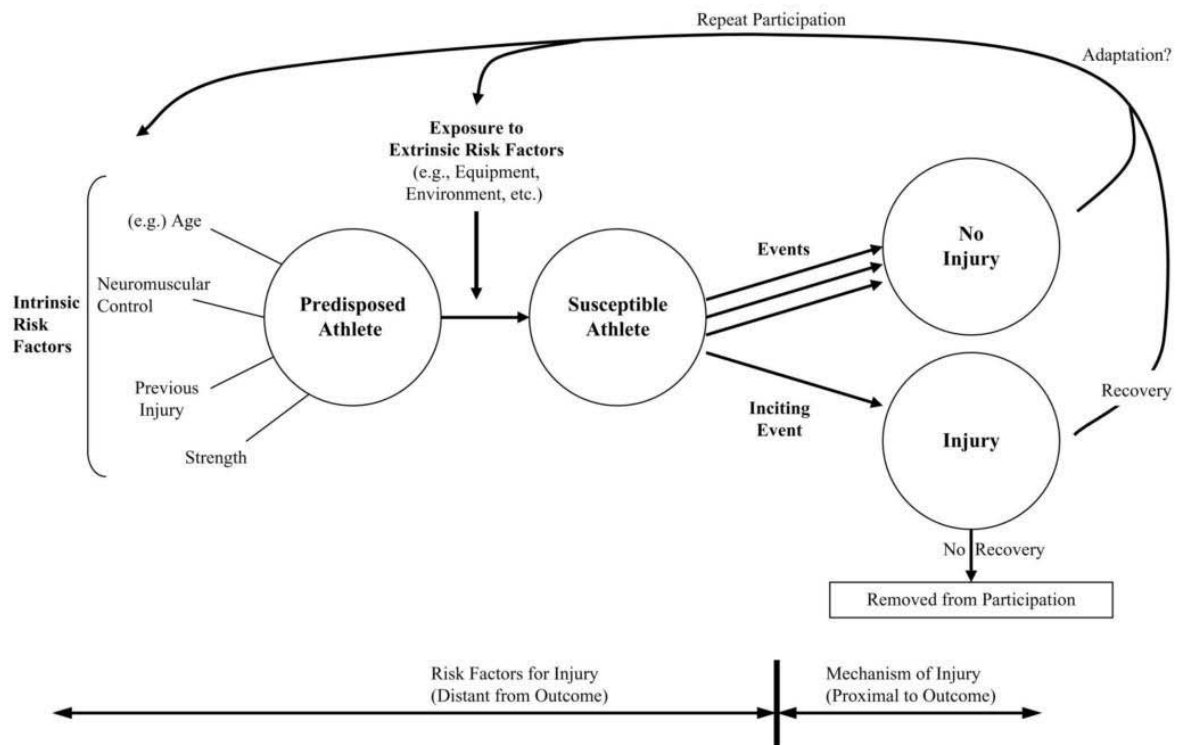 Repeat Participation
Adaptation?
Exposure to
Extrinsic Risk Factors
(e.g., Equipment,
Environment, etc.)
Intrinsic
Risk
Factors
(e.g.) Age
Neuromuscular
Control
Previous
Injury
Strength
Predisposed
Athlete
Susceptible
Athlete
Events
Inciting
Event
No
Injury
Injury
Recovery
No Recovery
Removed from Participation
Risk Factors for Injury
(Distant from Outcome)
Mechanism of Injury
(Proximal to Outcome)